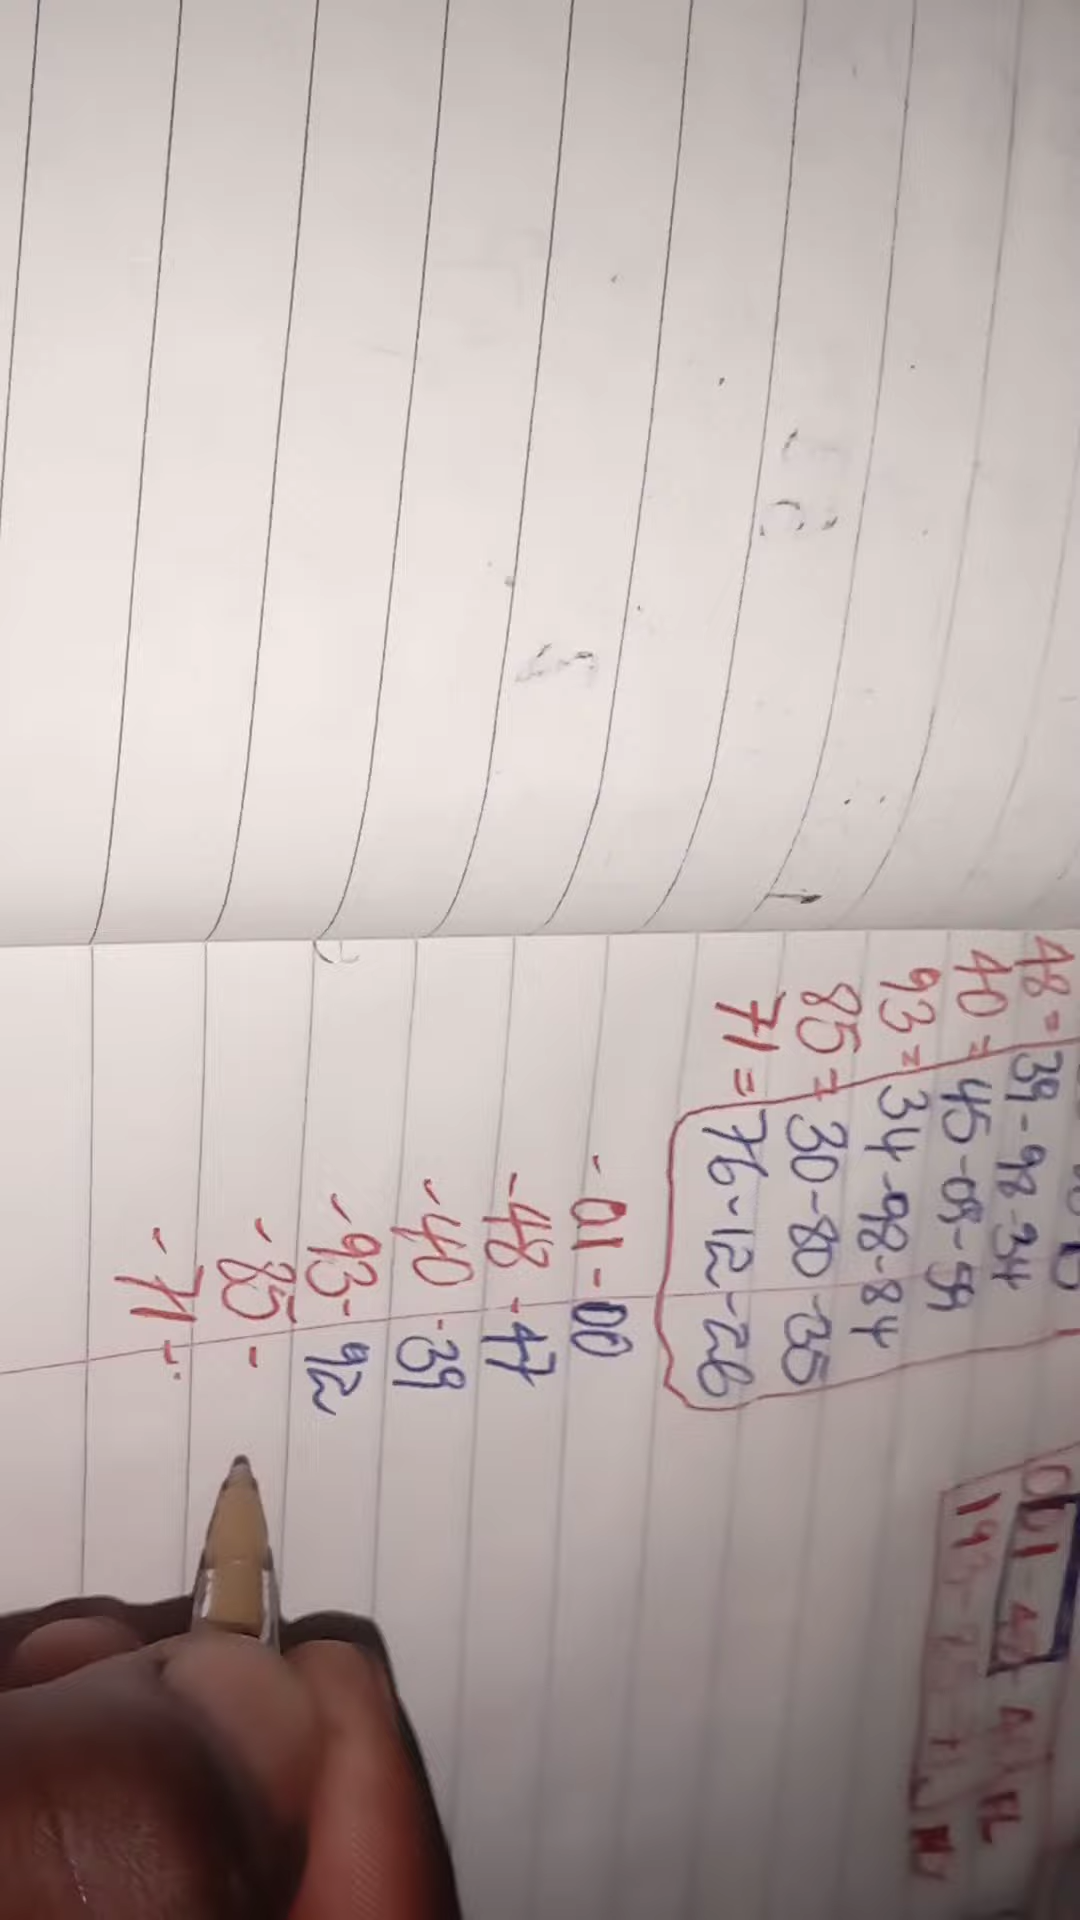 48 = 39 - 98 - 34
40 = 45 - 08 - 59
93 = 34 - 98 - 84
85 = 30 - 80 - 35
71 = 76 - 12 - 26
- 01 - 00
- 48 - 47
- 40 - 39
- 93 - 92
- 85 -
- 71 -